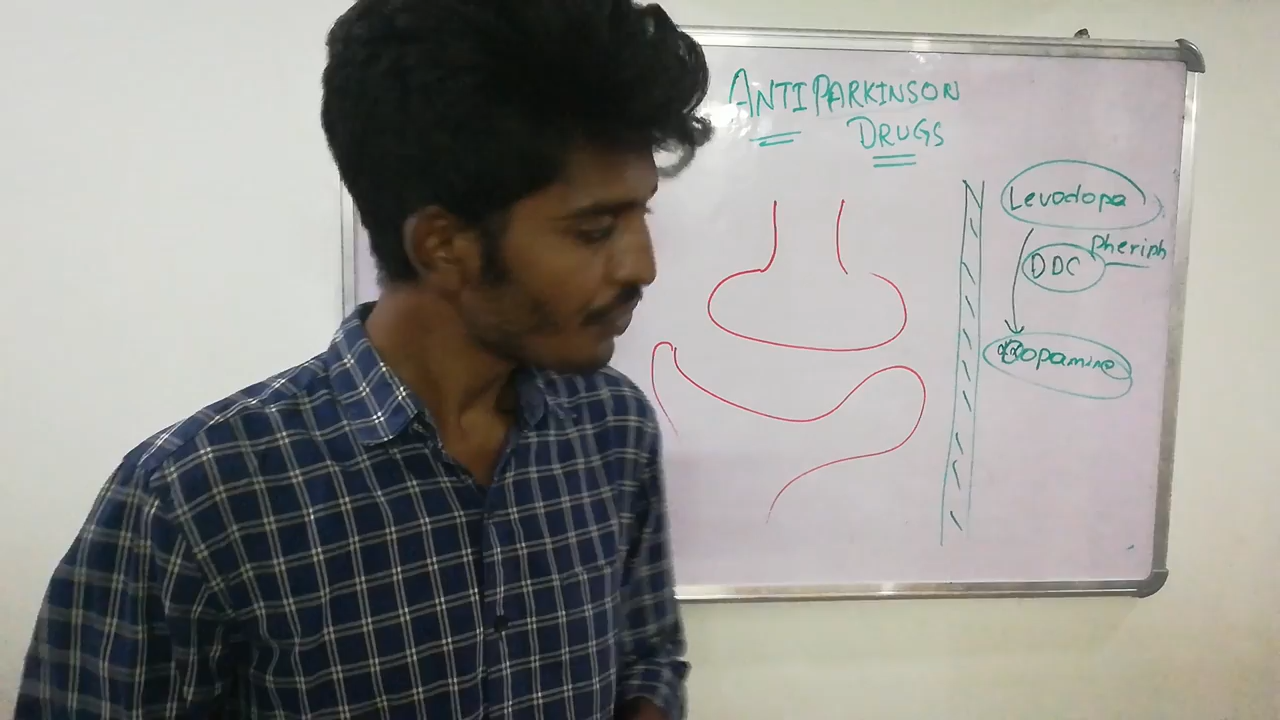 ANTIPARKINSON
DRUGS
Levodopa
Pheriph
DDC
Dopamine